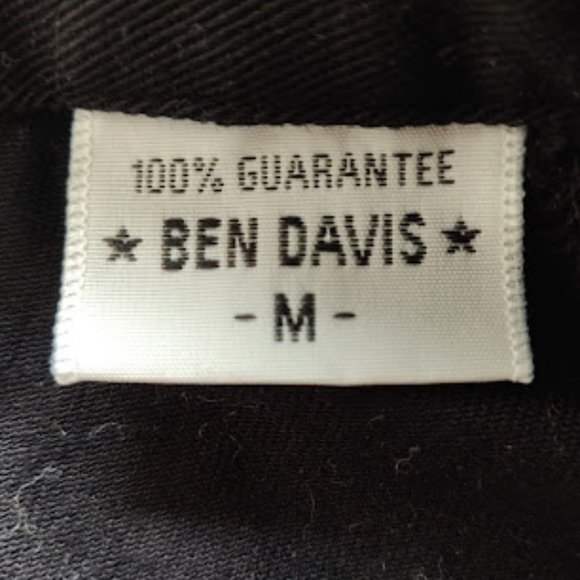 100% GUARANTEE
★ BEN DAVIS ★
- M -